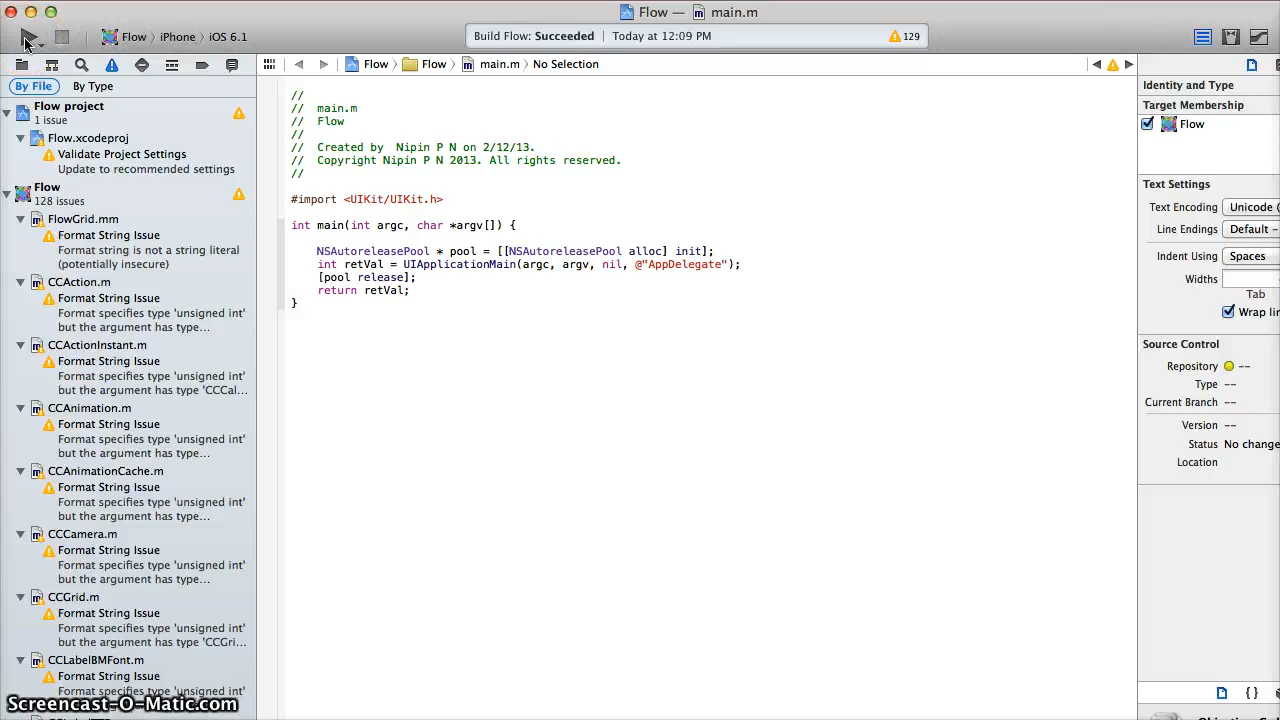 Flow — main.m
Flow > iPhone > iOS 6.1
Build Flow: Succeeded | Today at 12:09 PM
129
Flow > Flow > main.m > No Selection
By File By Type
Flow project
1 issue
Flow.xcodeproj
Validate Project Settings
Update to recommended settings
Flow
128 issues
FlowGrid.mm
Format String Issue
Format string is not a string literal
(potentially insecure)
CCAction.m
Format String Issue
Format specifies type 'unsigned int'
but the argument has type...
CCActionInstant.m
Format String Issue
Format specifies type 'unsigned int'
but the argument has type 'CCCal...
CCAnimation.m
Format String Issue
Format specifies type 'unsigned int'
but the argument has type...
CCAnimationCache.m
Format String Issue
Format specifies type 'unsigned int'
but the argument has type...
CCCamera.m
Format String Issue
Format specifies type 'unsigned int'
but the argument has type...
CCGrid.m
Format String Issue
Format specifies type 'unsigned int'
but the argument has type 'CCGri...
CCLabelBMFont.m
Format String Issue
Format specifies type 'unsigned int'
//
// main.m
// Flow
//
// Created by  Nipin P N on 2/12/13.
// Copyright Nipin P N 2013. All rights reserved.
//
#import <UIKit/UIKit.h>
int main(int argc, char *argv[]) {
NSAutoreleasePool * pool = [[NSAutoreleasePool alloc] init];
int retVal = UIApplicationMain(argc, argv, nil, @"AppDelegate");
[pool release];
return retVal;
}
Identity and Type
Target Membership
Flow
Text Settings
Text Encoding Unicode (
Line Endings Default –
Indent Using Spaces
Widths
Tab
Wrap lin
Source Control
Repository --
Type --
Current Branch --
Version --
Status No change
Location
{ }
Screencast-O-Matic.com